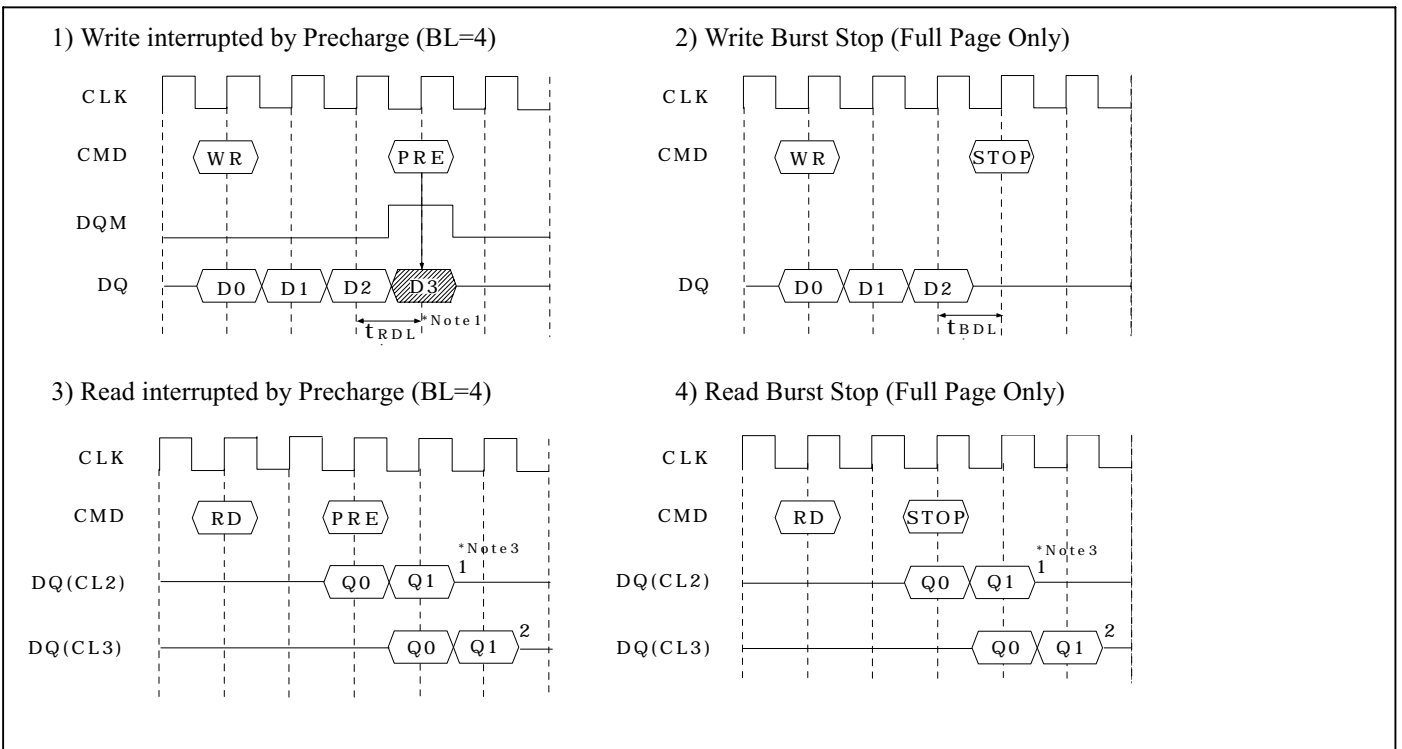 1) Write interrupted by Precharge (BL=4)
CLK
CMD
WR
PRE
DQM
DQ
D0
D1
D2
D3
tRDL
*Note1
2) Write Burst Stop (Full Page Only)
CLK
CMD
WR
STOP
DQ
D0
D1
D2
tBDL
3) Read interrupted by Precharge (BL=4)
CLK
CMD
RD
PRE
*Note3
DQ(CL2)
Q0
Q1
1
DQ(CL3)
Q0
Q1
2
4) Read Burst Stop (Full Page Only)
CLK
CMD
RD
STOP
*Note3
DQ(CL2)
Q0
Q1
1
DQ(CL3)
Q0
Q1
2